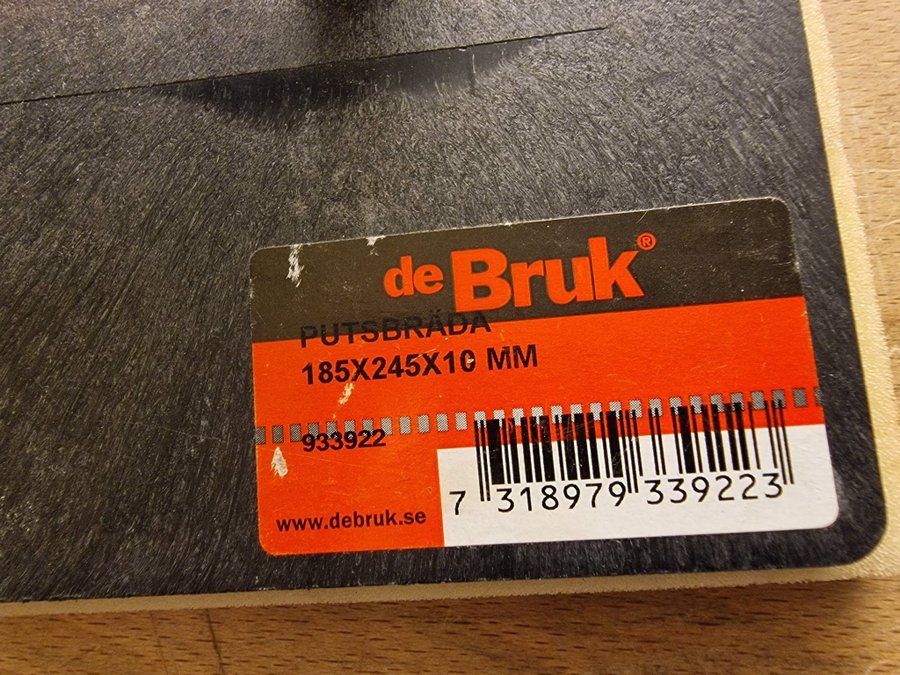 de Bruk®
PUTSBRÄDA
185X245X10 MM
933922
7 318979 339223
www.debruk.se